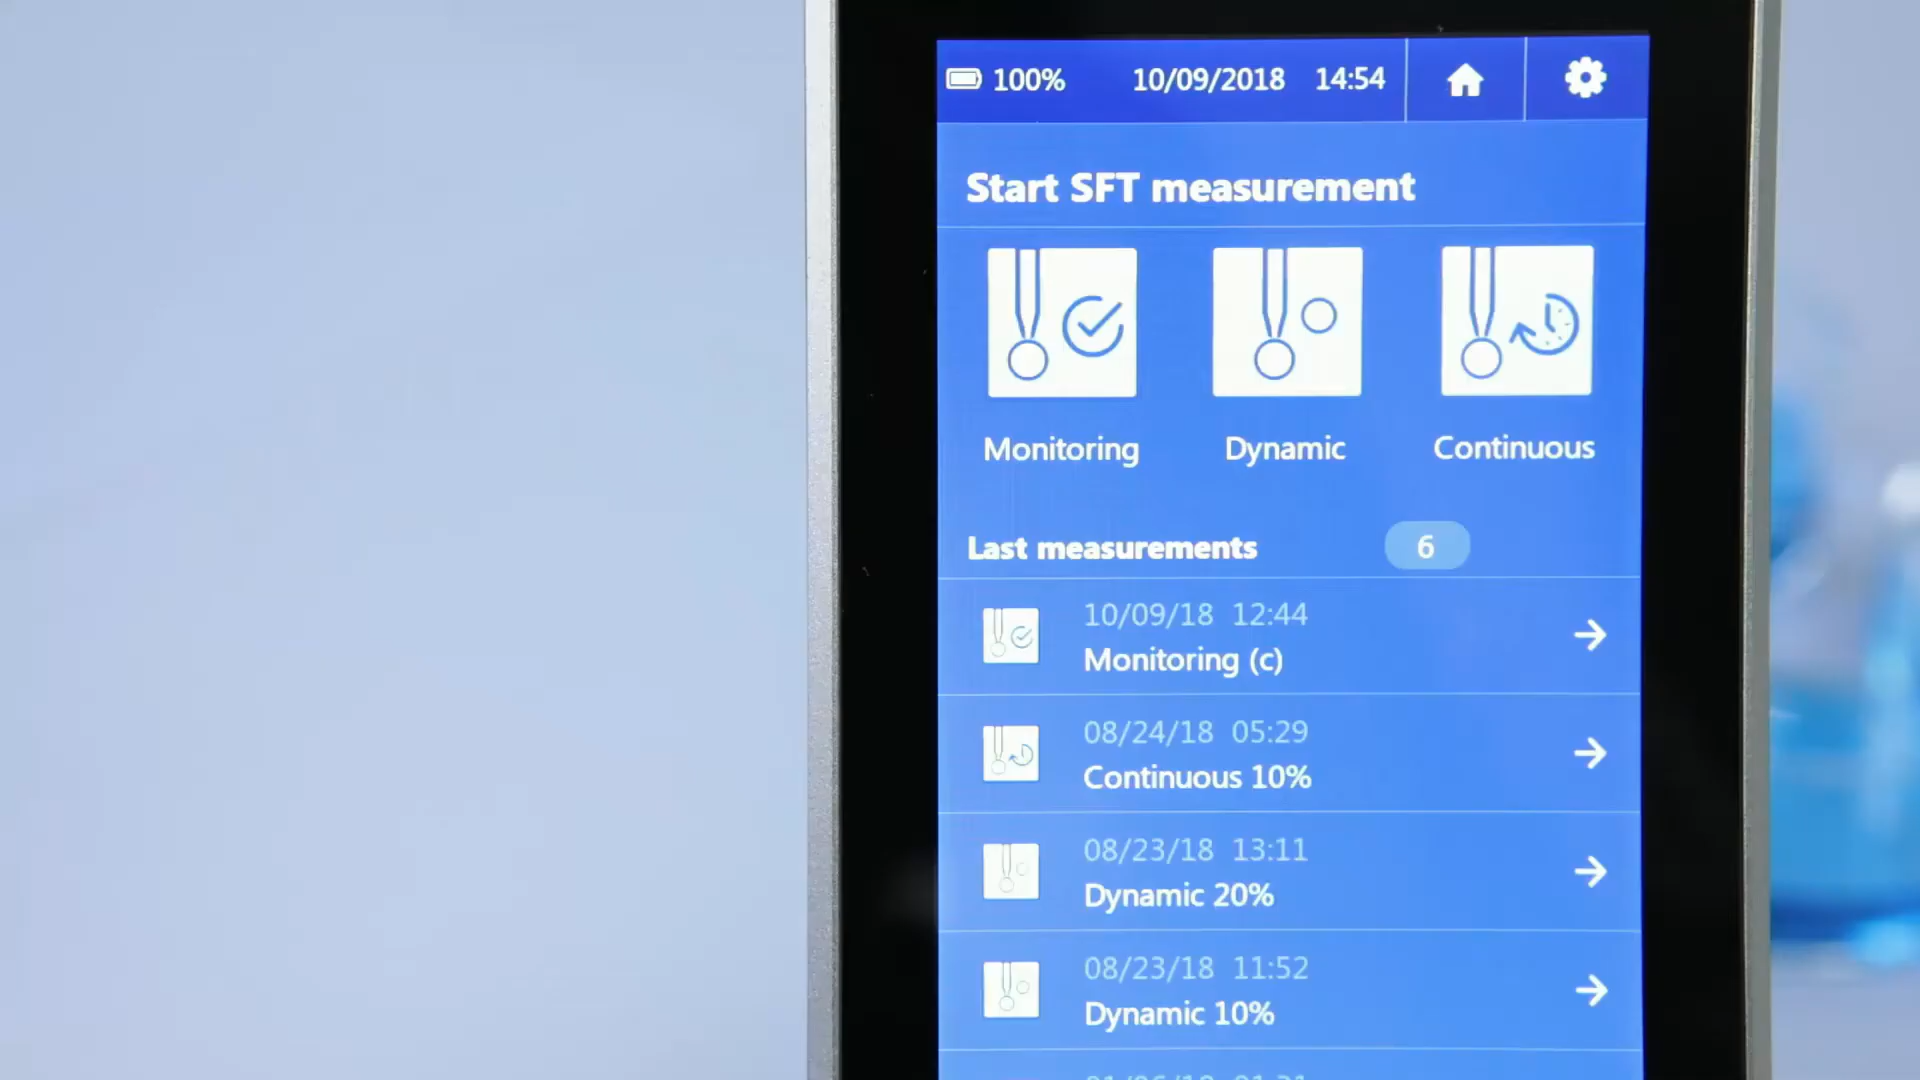 100% 10/09/2018 14:54
Start SFT measurement
Monitoring Dynamic Continuous
Last measurements 6
10/09/18 12:44
Monitoring (c)
08/24/18 05:29
Continuous 10%
08/23/18 13:11
Dynamic 20%
08/23/18 11:52
Dynamic 10%